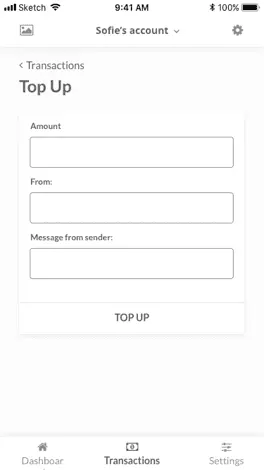 Sketch 9:41 AM 100%
Sofie's account
< Transactions
Top Up
Amount
From:
Message from sender:
TOP UP
Dashboar Transactions Settings